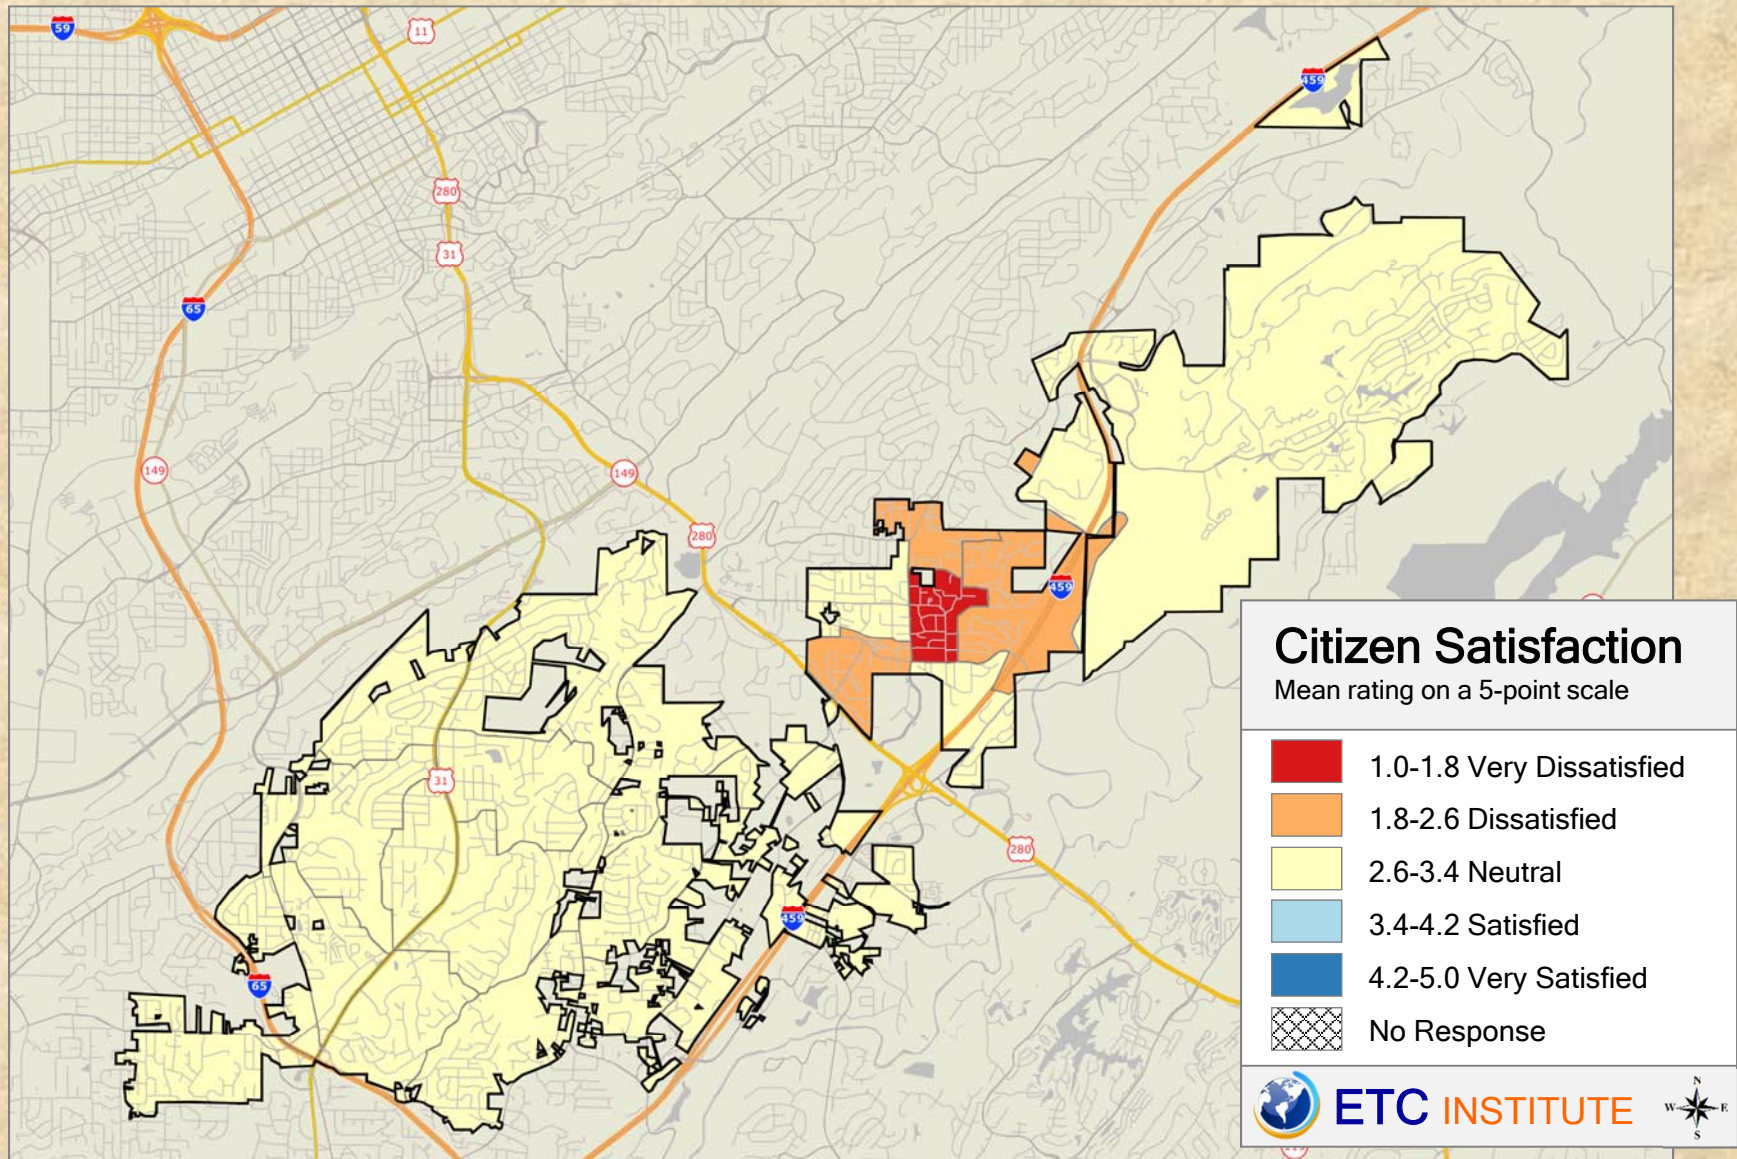 59
11
459
280
31
65
149
149
280
459
31
280
459
65
Citizen Satisfaction
Mean rating on a 5-point scale
1.0-1.8 Very Dissatisfied
1.8-2.6 Dissatisfied
2.6-3.4 Neutral
3.4-4.2 Satisfied
4.2-5.0 Very Satisfied
No Response
ETC INSTITUTE
N
W E
S